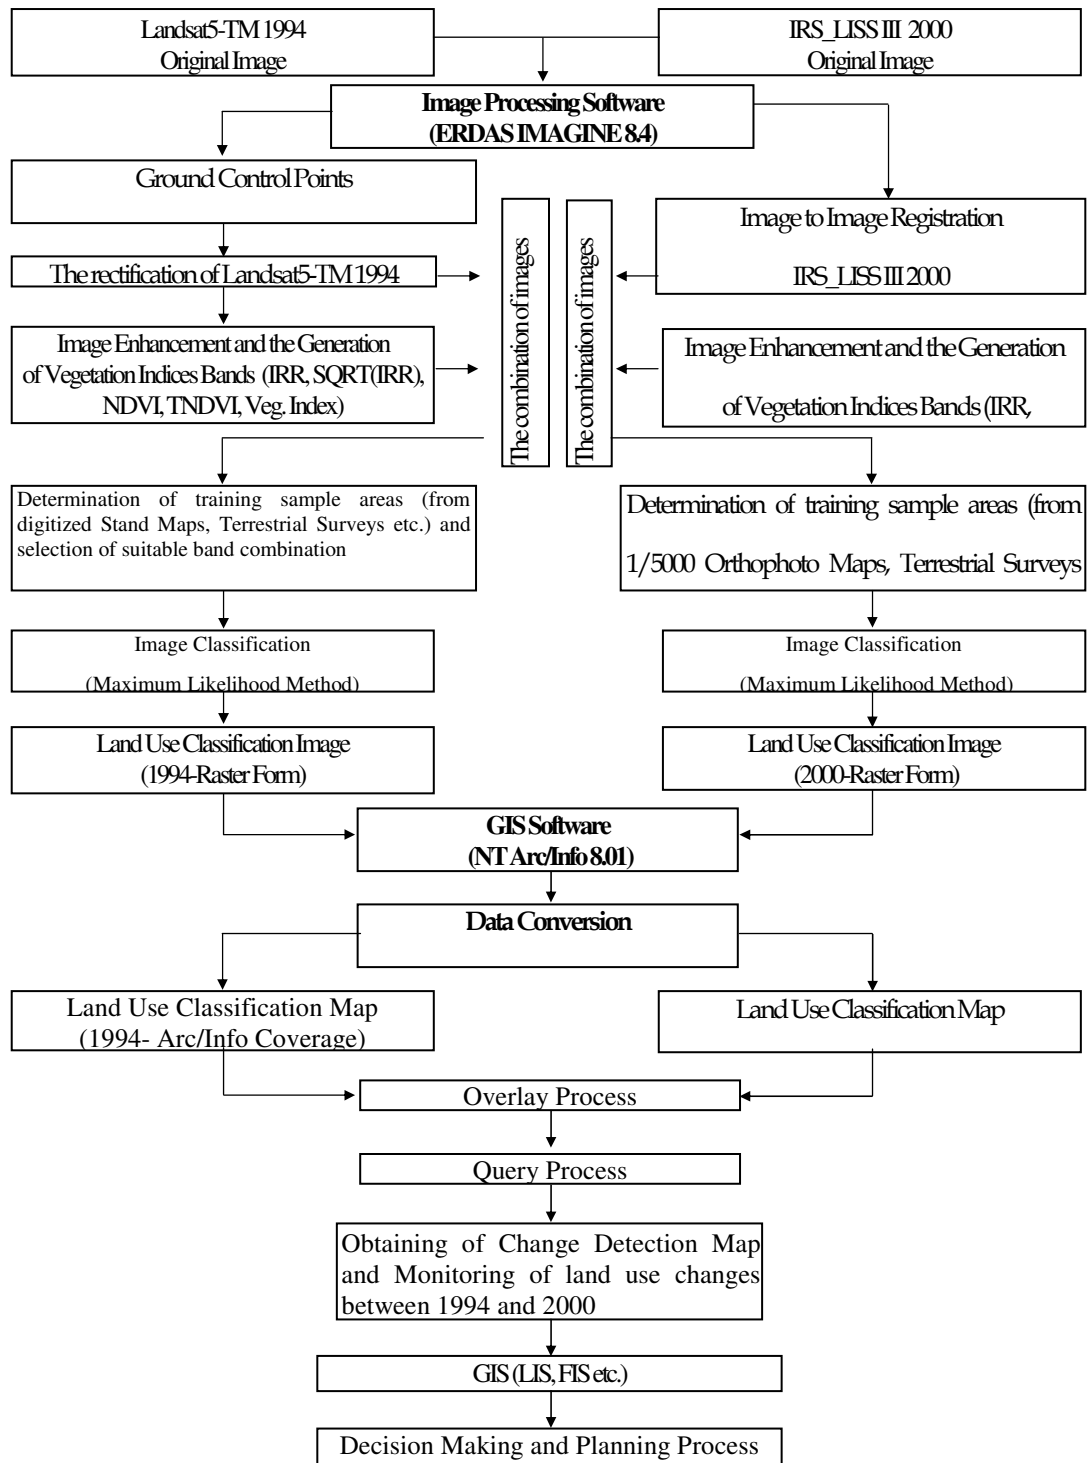 Landsat5-TM 1994
Original Image
IRS_LISS III 2000
Original Image
Image Processing Software
(ERDAS IMAGINE 8.4)
Ground Control Points
Image to Image Registration
IRS_LISS III 2000
The rectification of Landsat5-TM 1994
The combination of images
The combination of images
Image Enhancement and the Generation
of Vegetation Indices Bands (IRR, SQRT(IRR),
NDVI, TNDVI, Veg. Index)
Image Enhancement and the Generation
of Vegetation Indices Bands (IRR,
Determination of training sample areas (from
digitized Stand Maps, Terrestrial Surveys etc.) and
selection of suitable band combination
Determination of training sample areas (from
1/5000 Orthophoto Maps, Terrestrial Surveys
Image Classification
(Maximum Likelihood Method)
Image Classification
(Maximum Likelihood Method)
Land Use Classification Image
(1994-Raster Form)
Land Use Classification Image
(2000-Raster Form)
GIS Software
(NT Arc/Info 8.01)
Data Conversion
Land Use Classification Map
(1994- Arc/Info Coverage)
Land Use Classification Map
Overlay Process
Query Process
Obtaining of Change Detection Map
and Monitoring of land use changes
between 1994 and 2000
GIS (LIS, FIS etc.)
Decision Making and Planning Process